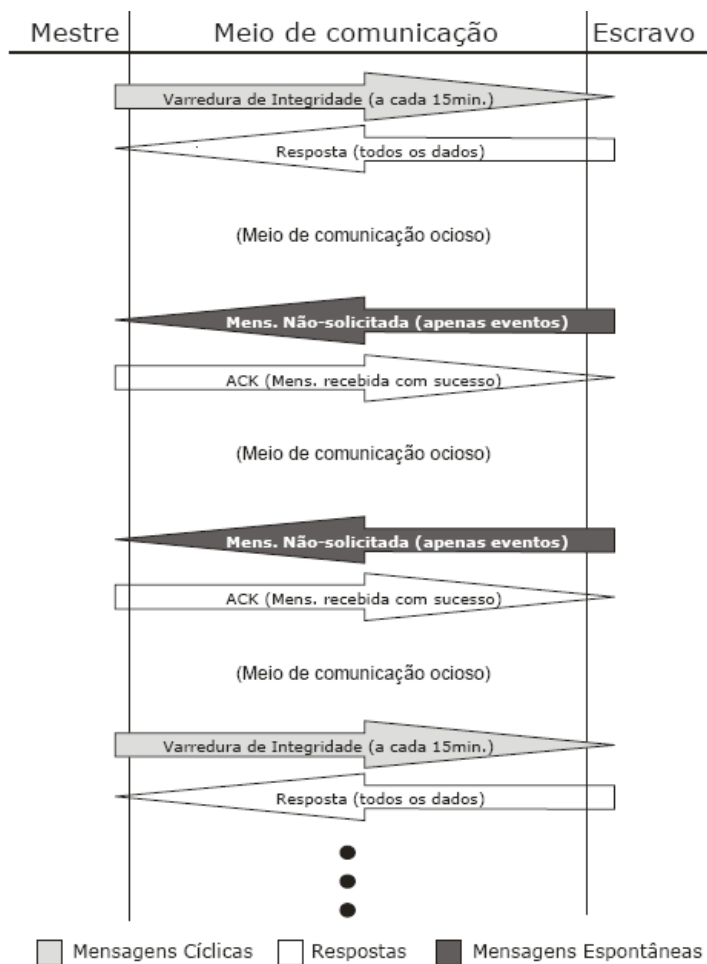 Mestre Meio de comunicação Escravo
Varredura de Integridade (a cada 15min.)
Resposta (todos os dados)
(Meio de comunicação ocioso)
Mens. Não-solicitada (apenas eventos)
ACK (Mens. recebida com sucesso)
(Meio de comunicação ocioso)
Mens. Não-solicitada (apenas eventos)
ACK (Mens. recebida com sucesso)
(Meio de comunicação ocioso)
Varredura de Integridade (a cada 15min.)
Resposta (todos os dados)
Mensagens Cíclicas Respostas Mensagens Espontâneas